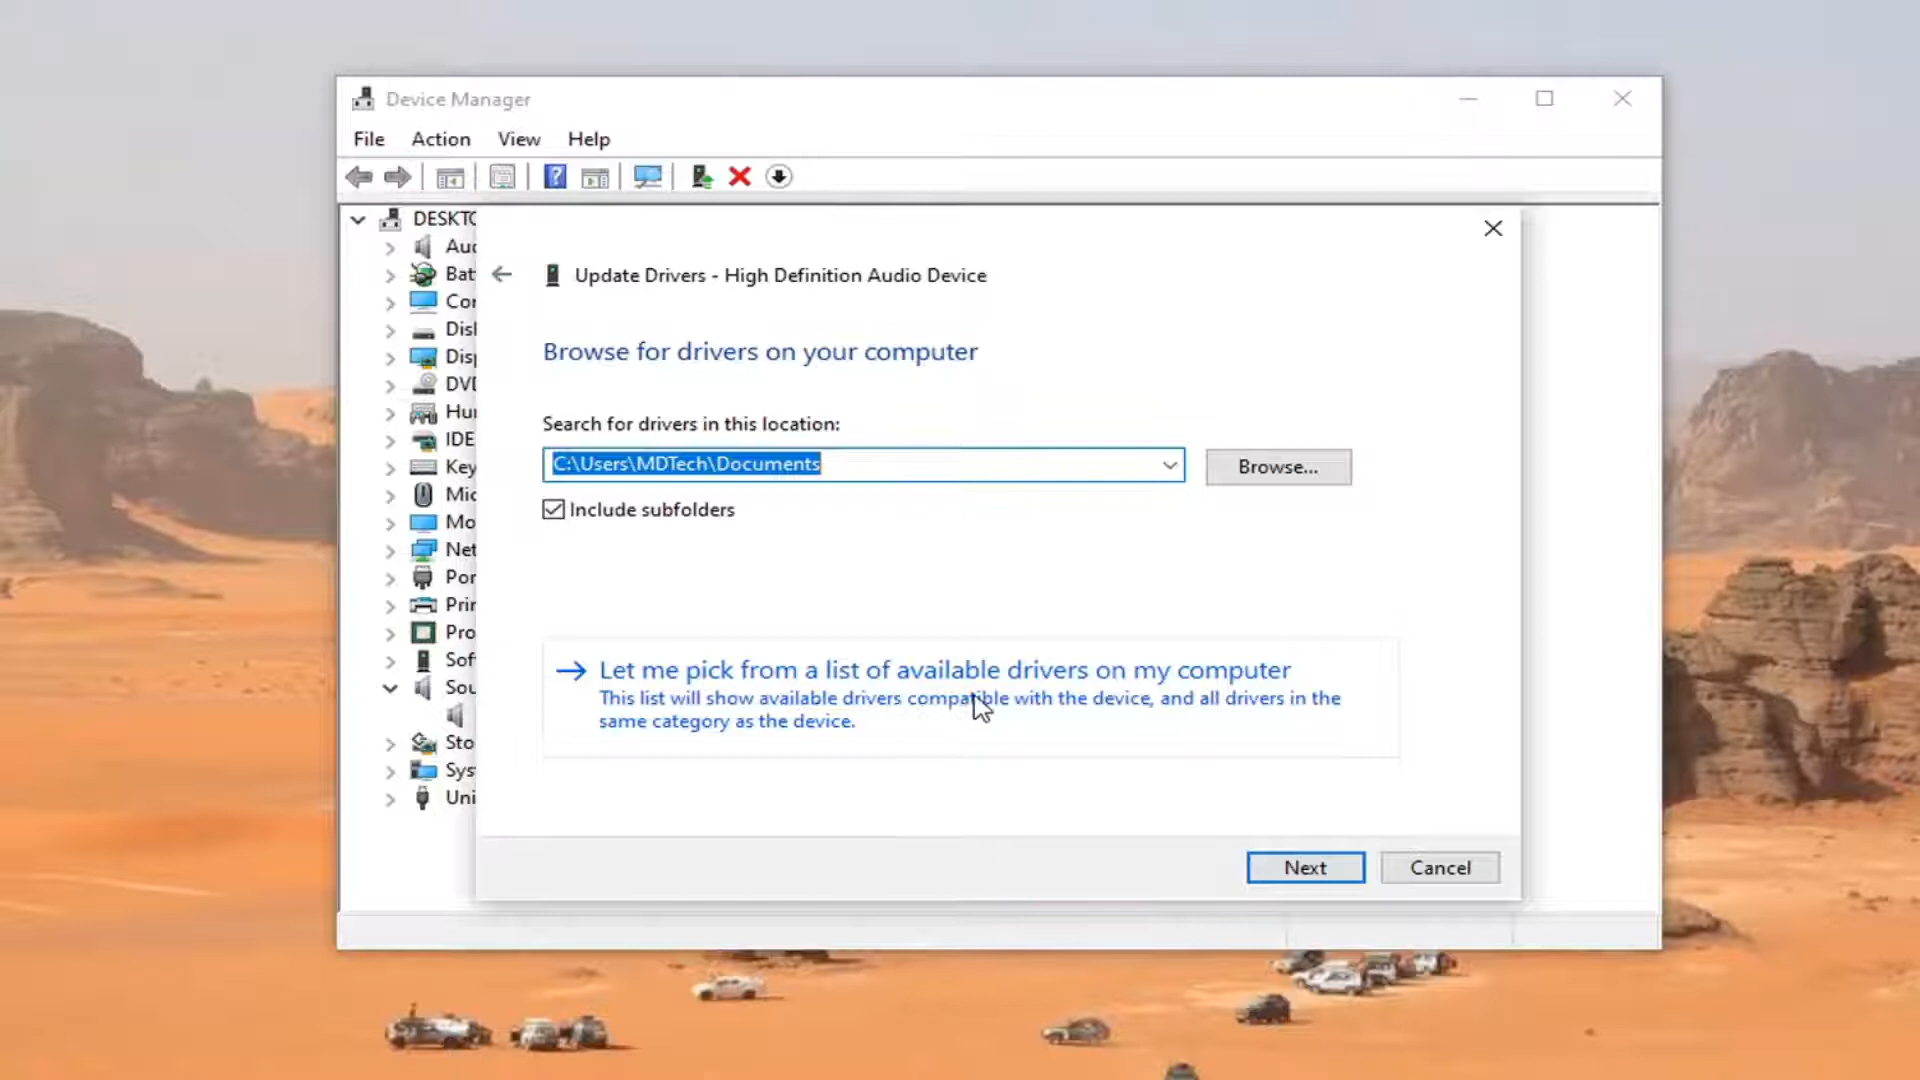 Device Manager
File Action View Help
DESKTO
Aud
Bat
Cor
Disl
Disp
DVD
Hur
IDE
Key
Mic
Mo
Net
Por
Prin
Pro
Sof
Sou
Sto
Sys
Uni
Update Drivers - High Definition Audio Device
Browse for drivers on your computer
Search for drivers in this location:
C:\Users\MDTech\Documents
Browse...
Include subfolders
Let me pick from a list of available drivers on my computer
This list will show available drivers compatible with the device, and all drivers in the
same category as the device.
Next Cancel